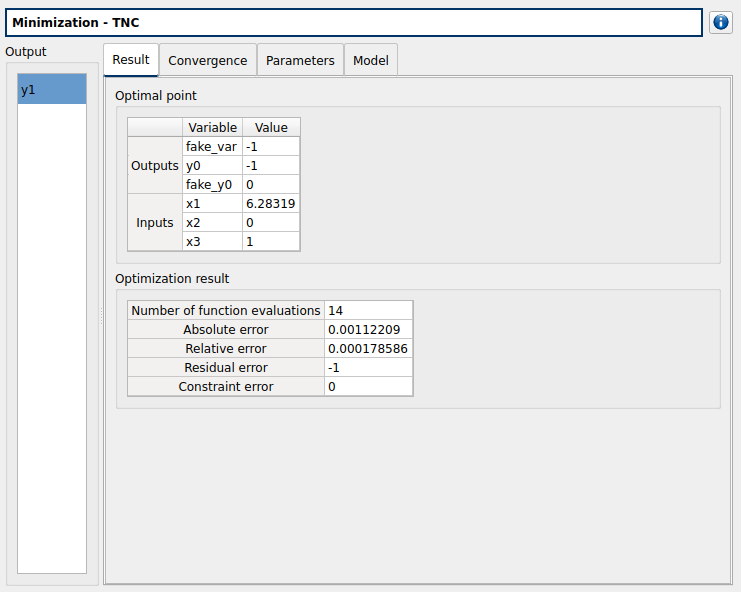 Minimization - TNC
Output
y1
Result Convergence Parameters Model
Optimal point
Variable Value
Outputs
fake_var -1
y0 -1
fake_y0 0
Inputs
x1 6.28319
x2 0
x3 1
Optimization result
Number of function evaluations 14
Absolute error 0.00112209
Relative error 0.000178586
Residual error -1
Constraint error 0